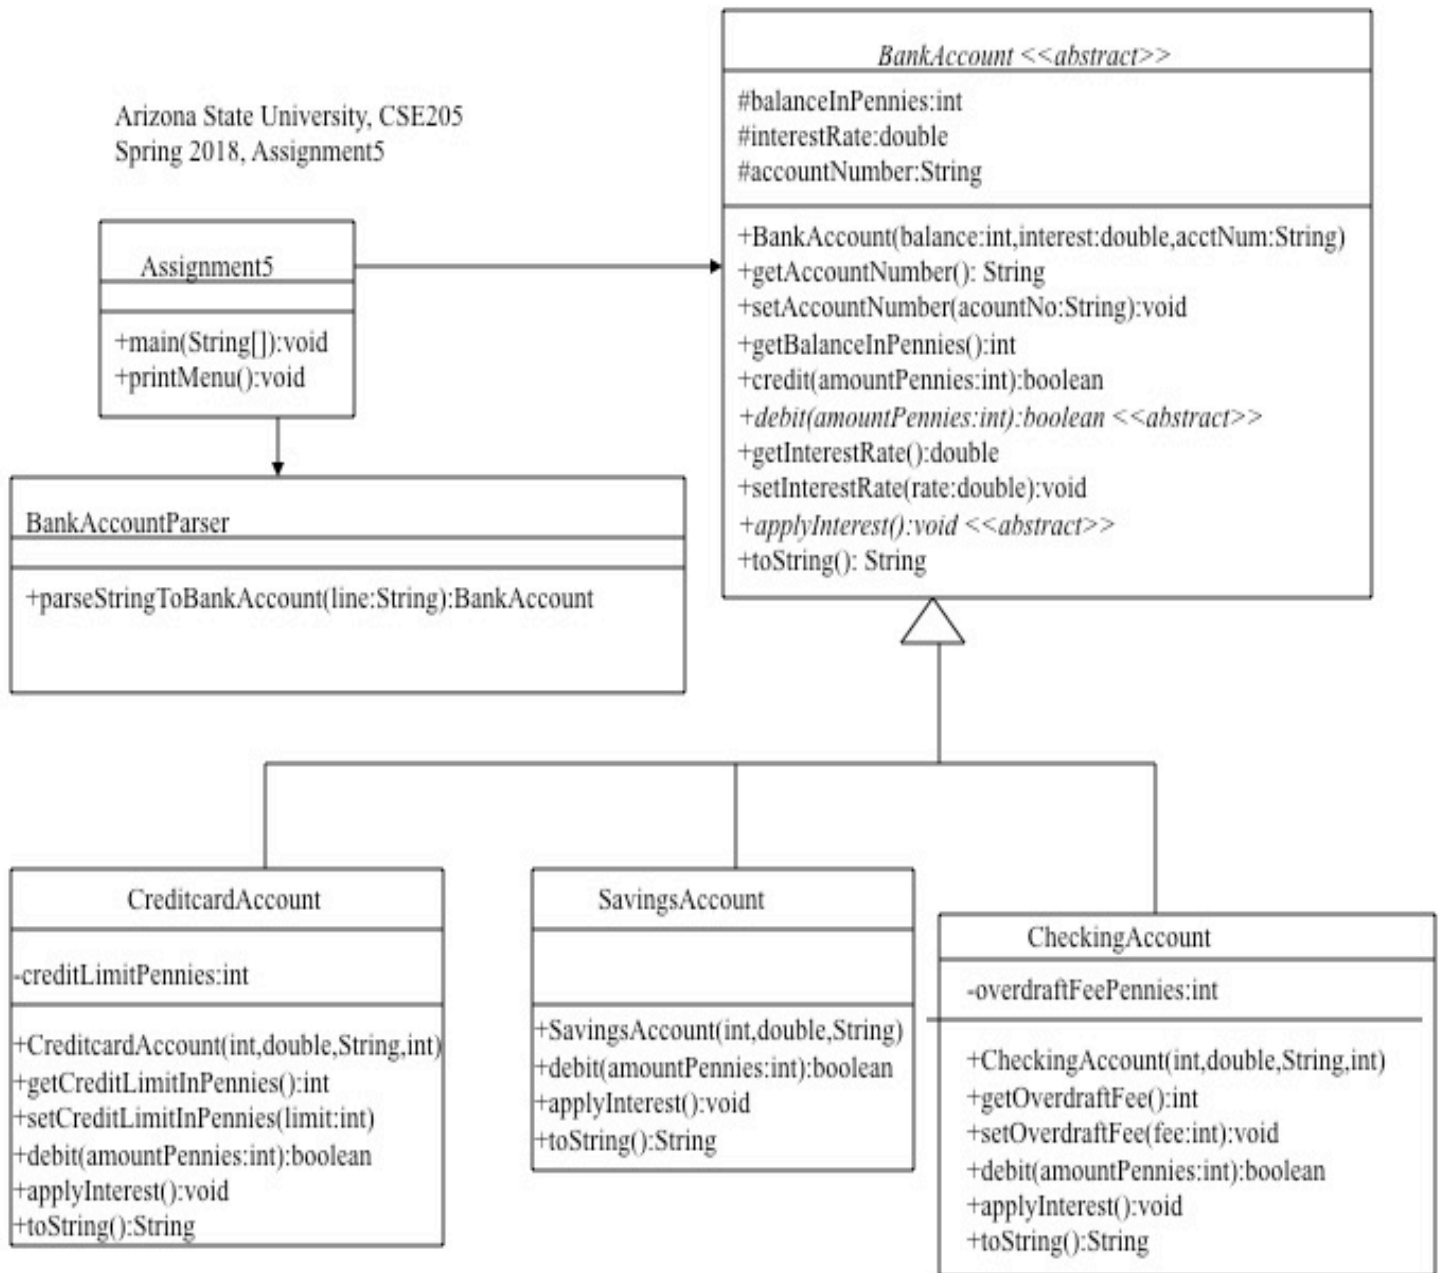 Arizona State University, CSE205
Spring 2018, Assignment5
BankAccount <<abstract>>
#balanceInPennies:int
#interestRate:double
#accountNumber:String
+BankAccount(balance:int,interest:double,acctNum:String)
+getAccountNumber(): String
+setAccountNumber(acountNo:String):void
+getBalanceInPennies():int
+credit(amountPennies:int):boolean
+debit(amountPennies:int):boolean <<abstract>>
+getInterestRate():double
+setInterestRate(rate:double):void
+applyInterest():void <<abstract>>
+toString(): String
Assignment5
+main(String[]):void
+printMenu():void
BankAccountParser
+parseStringToBankAccount(line:String):BankAccount
CreditcardAccount
-creditLimitPennies:int
+CreditcardAccount(int,double,String,int)
+getCreditLimitInPennies():int
+setCreditLimitInPennies(limit:int)
+debit(amountPennies:int):boolean
+applyInterest():void
+toString():String
SavingsAccount
+SavingsAccount(int,double,String)
+debit(amountPennies:int):boolean
+applyInterest():void
+toString():String
CheckingAccount
-overdraftFeePennies:int
+CheckingAccount(int,double,String,int)
+getOverdraftFee():int
+setOverdraftFee(fee:int):void
+debit(amountPennies:int):boolean
+applyInterest():void
+toString():String